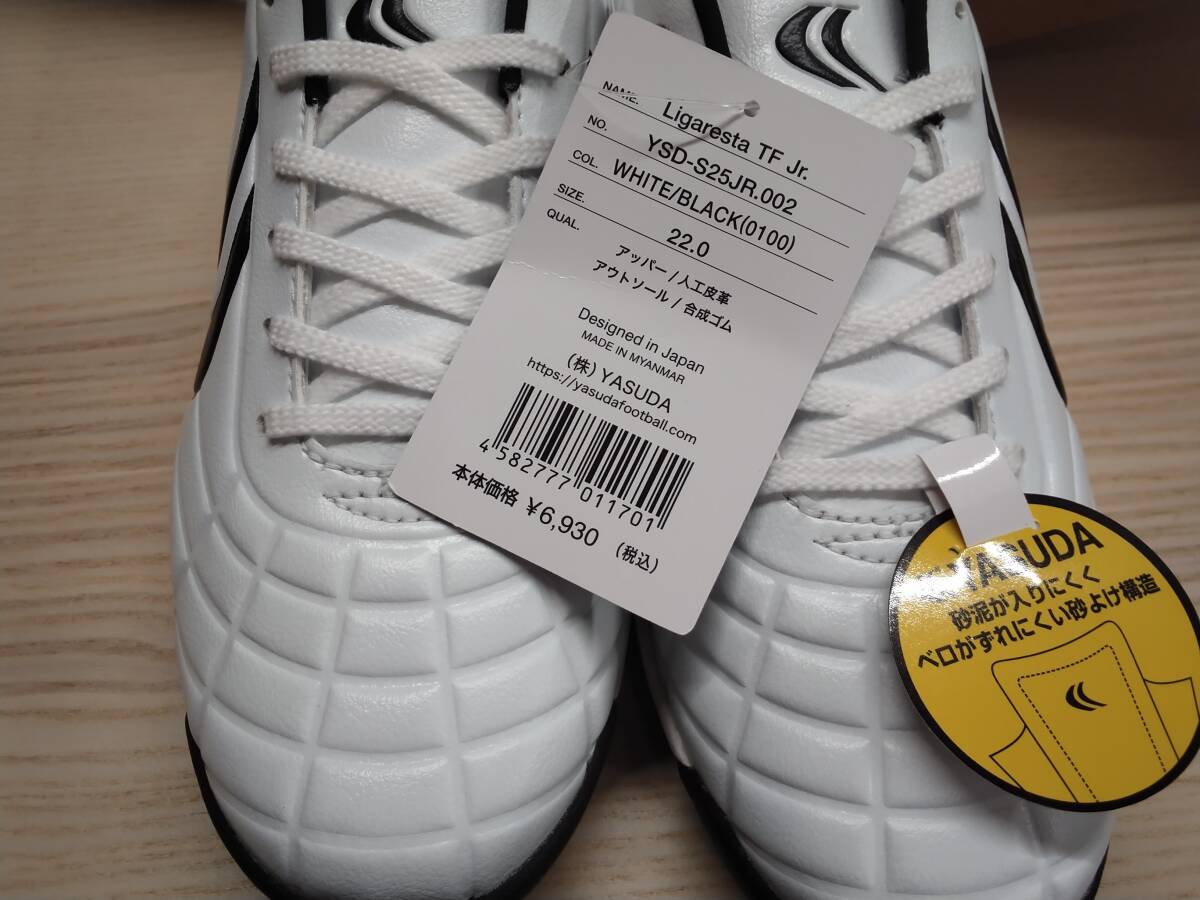 NAME. Ligaresta TF Jr.
NO. YSD-S25JR.002
COL. WHITE/BLACK(0100)
SIZE. 22.0
QUAL. アッパー / 人工皮革
アウトソール / 合成ゴム
Designed in Japan
MADE IN MYANMAR
(株) YASUDA
https://yasudafootball.com
4 582777 011701
本体価格 ¥6,930 (税込)
YASUDA
砂泥が入りにくく
ベロがずれにくい砂よけ構造